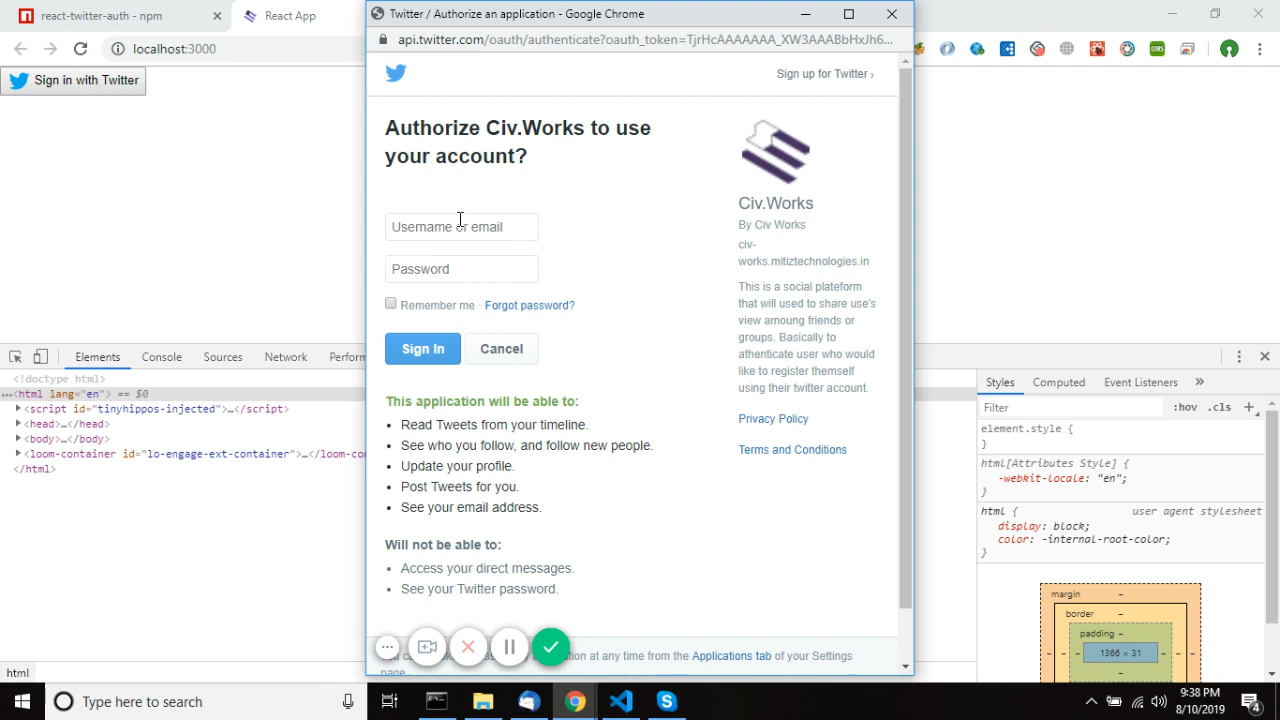 react-twitter-auth - npm
React App
localhost:3000
Sign in with Twitter
Twitter / Authorize an application - Google Chrome
api.twitter.com/oauth/authenticate?oauth_token=TjrHcAAAAAAA_XW3AAABbHxJh6...
CORS
Sign up for Twitter ›
Authorize Civ.Works to use
your account?
Username or email
Password
Remember me · Forgot password?
Sign In
Cancel
This application will be able to:
• Read Tweets from your timeline.
• See who you follow, and follow new people.
• Update your profile.
• Post Tweets for you.
• See your email address.
Will not be able to:
• Access your direct messages.
• See your Twitter password.
at any time from the Applications tab of your Settings
page.
Civ.Works
By Civ Works
civ-
works.mitiztechnologies.in
This is a social plateform
that will used to share use's
view amoung friends or
groups. Basically to
athenticate user who would
like to register themself
using their twitter account.
Privacy Policy
Terms and Conditions
Elements
Console
Sources
Network
Perform
<!doctype html>
...<html lang="en"> == $0
<script id="tinyhippos-injected">…</script>
<head>…</head>
<body>…</body>
<loom-container id="lo-engage-ext-container">…</loom-co
</html>
html
Styles
Computed
Event Listeners
»
Filter
:hov
.cls
+
element.style {
}
html[Attributes Style] {
-webkit-locale: "en";
}
html {
user agent stylesheet
display: block;
color: -internal-root-color;
}
margin
–
border
–
padding –
1366 × 31
Type here to search
9:38 PM
8/10/2019
4